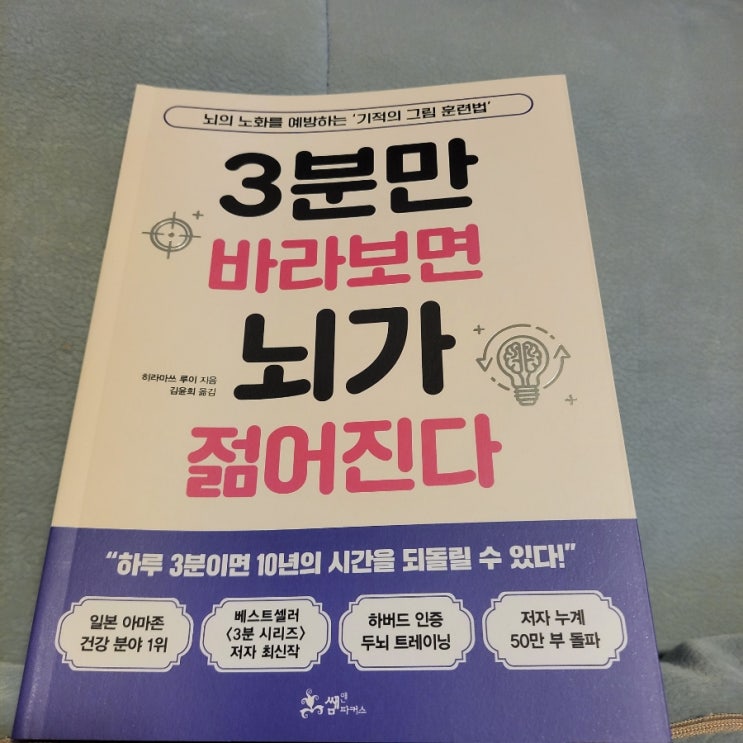 뇌의 노화를 예방하는 '기적의 그림 훈련법'
3분만
바라보면
뇌가
히라마쓰 루이 지음
김윤희 옮김
젊어진다
"하루 3분이면 10년의 시간을 되돌릴 수 있다!"
일본 아마존
건강 분야 1위
베스트셀러
〈3분 시리즈〉
저자 최신작
하버드 인증
두뇌 트레이닝
저자 누계
50만 부 돌파
쌤앤파커스